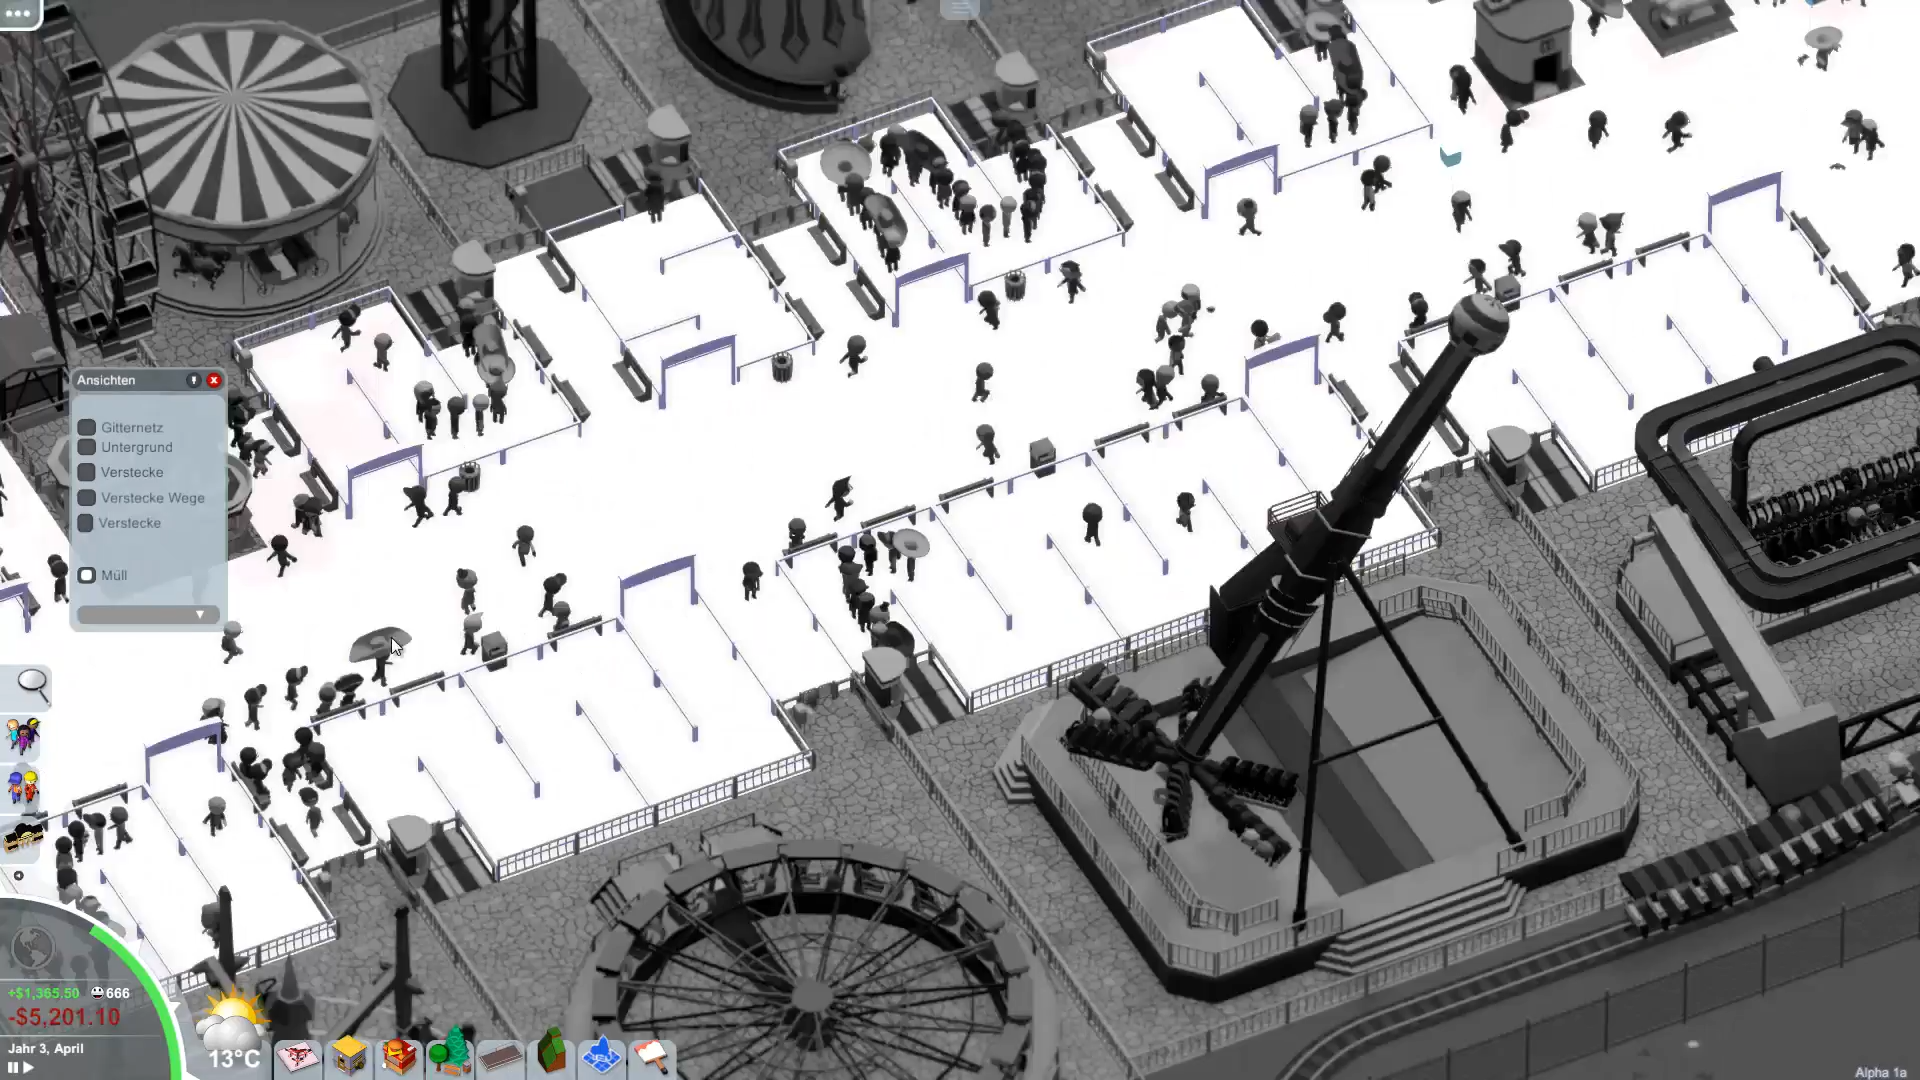 Ansichten
Gitternetz
Untergrund
Verstecke
Verstecke Wege
Verstecke
Müll
+$1,365.50 666
-$5,201.10
Jahr 3, April
13°C
Alpha 1a